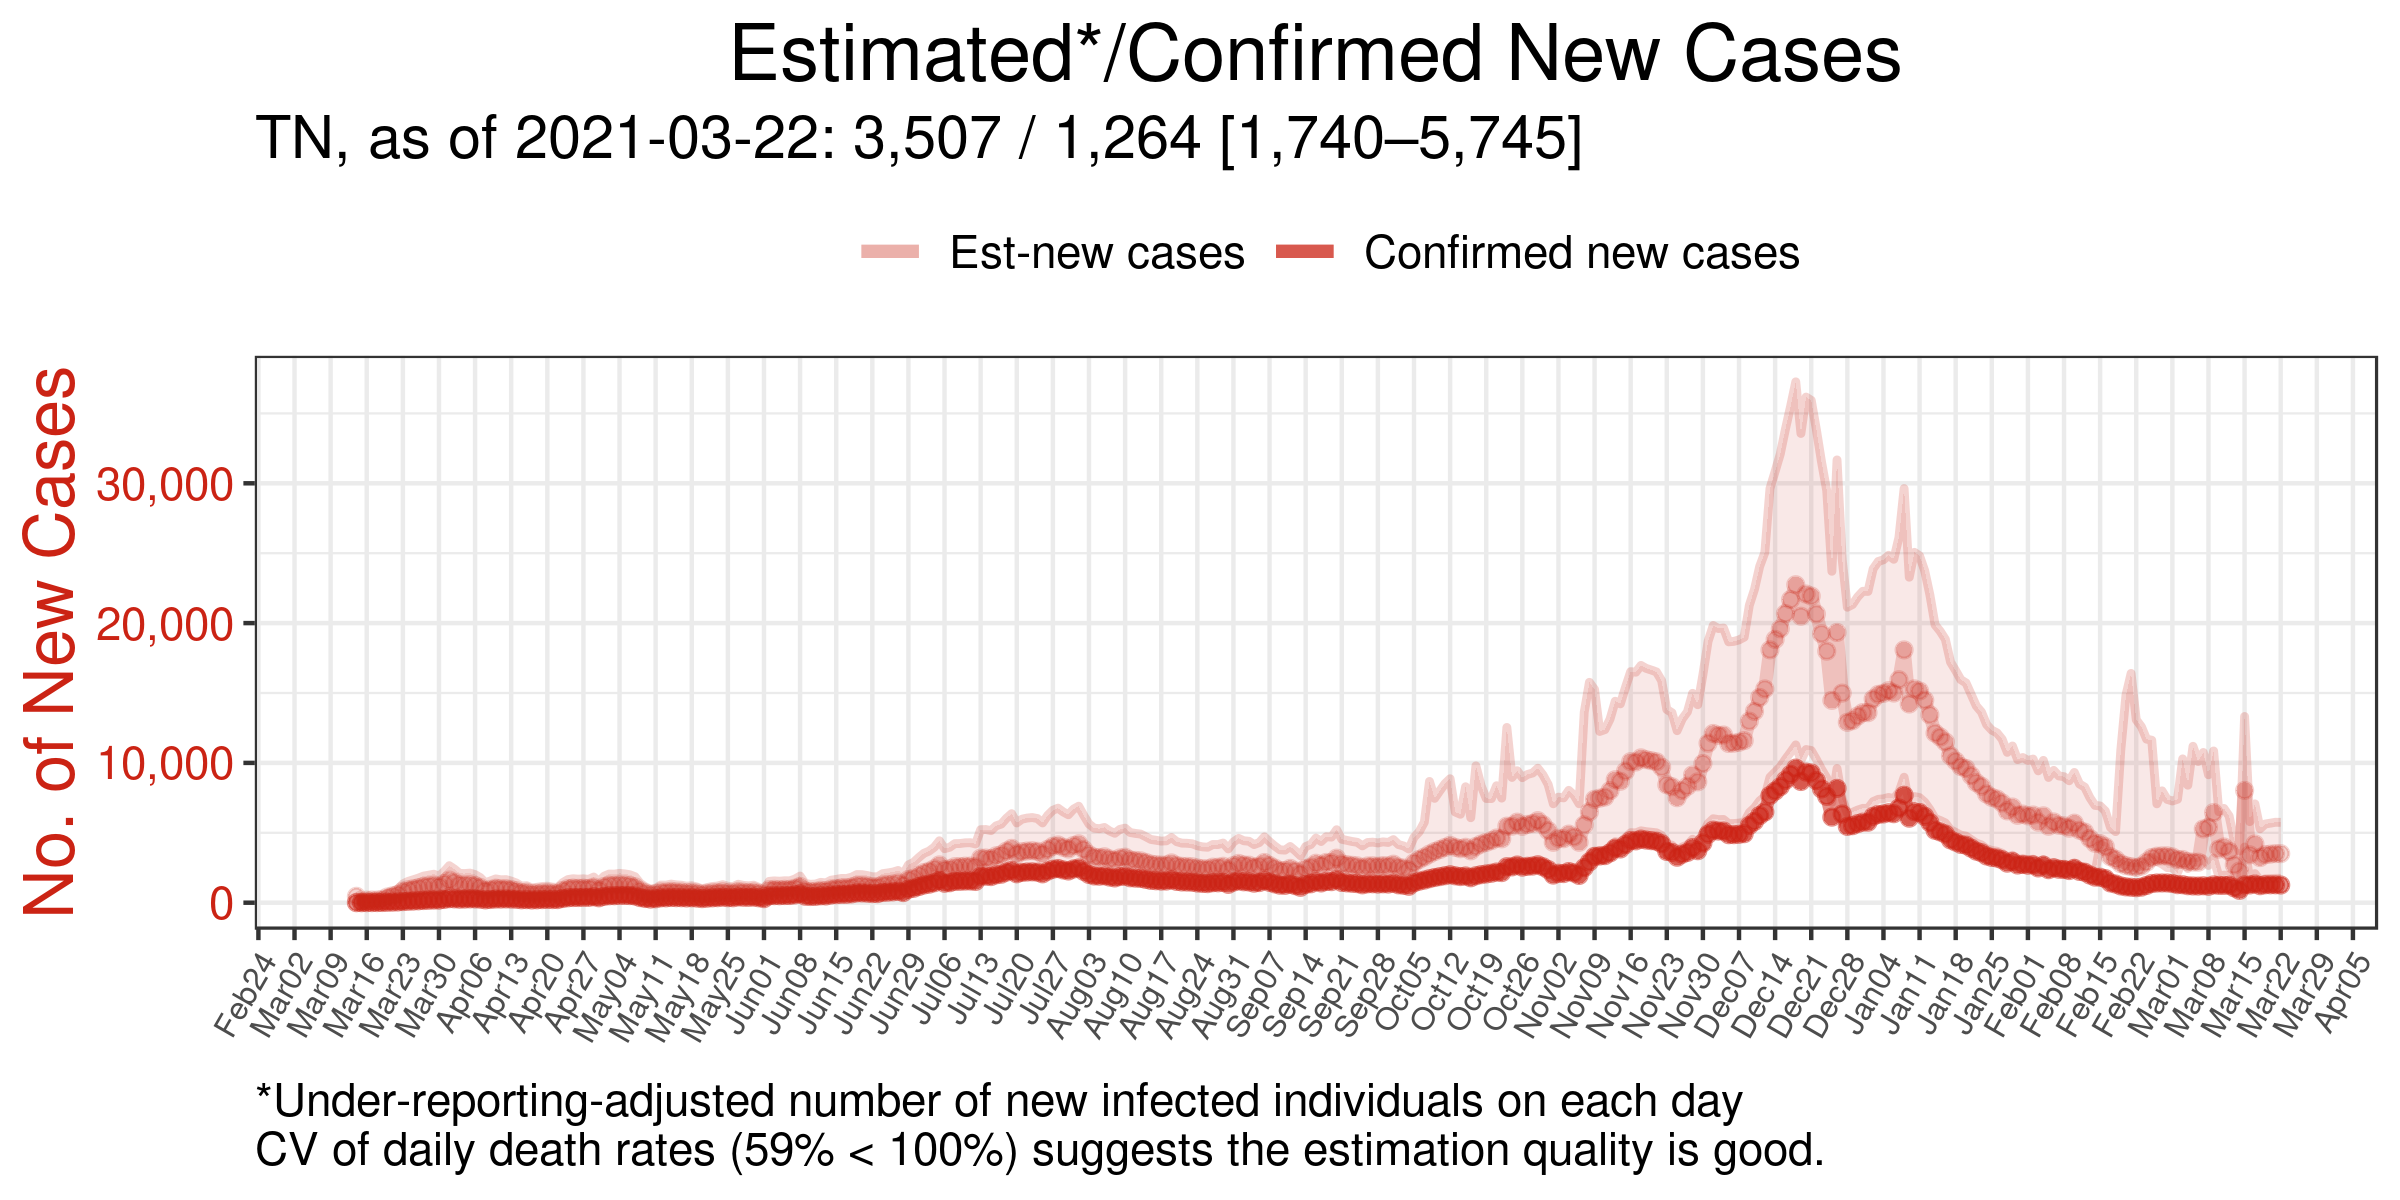 Estimated*/Confirmed New Cases
TN, as of 2021-03-22: 3,507 / 1,264 [1,740–5,745]
Est-new cases
Confirmed new cases
No. of New Cases
30,000
20,000
10,000
0
Feb24
Mar02
Mar09
Mar16
Mar23
Mar30
Apr06
Apr13
Apr20
Apr27
May04
May11
May18
May25
Jun01
Jun08
Jun15
Jun22
Jun29
Jul06
Jul13
Jul20
Jul27
Aug03
Aug10
Aug17
Aug24
Aug31
Sep07
Sep14
Sep21
Sep28
Oct05
Oct12
Oct19
Oct26
Nov02
Nov09
Nov16
Nov23
Nov30
Dec07
Dec14
Dec21
Dec28
Jan04
Jan11
Jan18
Jan25
Feb01
Feb08
Feb15
Feb22
Mar01
Mar08
Mar15
Mar22
Mar29
Apr05
*Under-reporting-adjusted number of new infected individuals on each day
CV of daily death rates (59% < 100%) suggests the estimation quality is good.